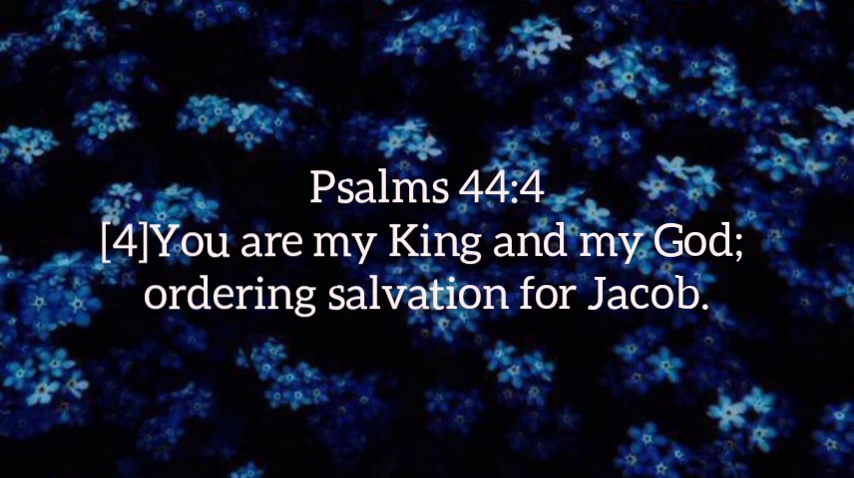 Psalms 44:4
[4]You are my King and my God;
ordering salvation for Jacob.